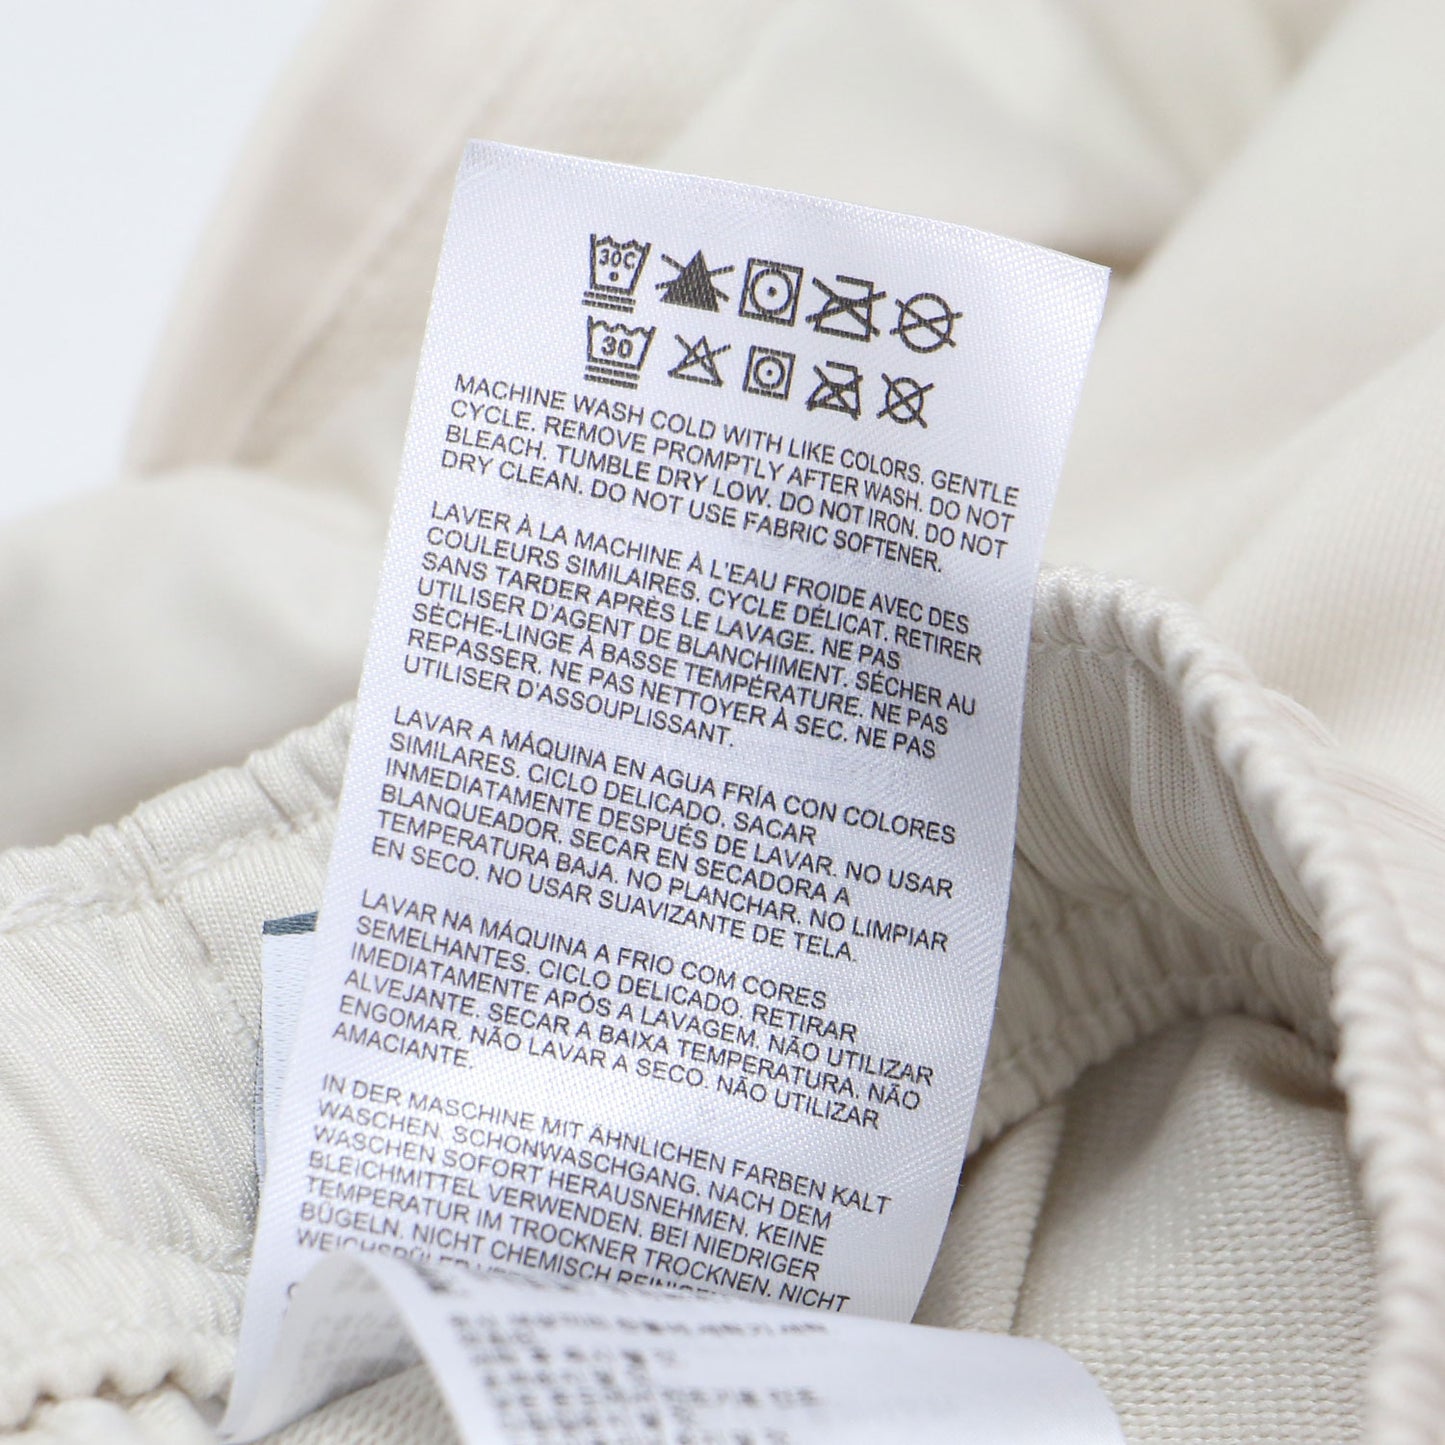 30C
30
MACHINE WASH COLD WITH LIKE COLORS. GENTLE
CYCLE. REMOVE PROMPTLY AFTER WASH. DO NOT
BLEACH. TUMBLE DRY LOW. DO NOT IRON. DO NOT
DRY CLEAN. DO NOT USE FABRIC SOFTENER.
LAVER À LA MACHINE À L'EAU FROIDE AVEC DES
COULEURS SIMILAIRES. CYCLE DÉLICAT. RETIRER
SANS TARDER APRÈS LE LAVAGE. NE PAS
UTILISER D'AGENT DE BLANCHIMENT. SÉCHER AU
SÈCHE-LINGE À BASSE TEMPÉRATURE. NE PAS
REPASSER. NE PAS NETTOYER À SEC. NE PAS
UTILISER D'ASSOUPLISSANT.
LAVAR A MÁQUINA EN AGUA FRÍA CON COLORES
SIMILARES. CICLO DELICADO. SACAR
INMEDIATAMENTE DESPUÉS DE LAVAR. NO USAR
BLANQUEADOR. SECAR EN SECADORA A
TEMPERATURA BAJA. NO PLANCHAR. NO LIMPIAR
EN SECO. NO USAR SUAVIZANTE DE TELA.
LAVAR NA MÁQUINA A FRIO COM CORES
SEMELHANTES. CICLO DELICADO. RETIRAR
IMEDIATAMENTE APÓS A LAVAGEM. NÃO UTILIZAR
ALVEJANTE. SECAR A BAIXA TEMPERATURA. NÃO
ENGOMAR. NÃO LAVAR A SECO. NÃO UTILIZAR
AMACIANTE.
IN DER MASCHINE MIT ÄHNLICHEN FARBEN KALT
WASCHEN. SCHONWASCHGANG. NACH DEM
WASCHEN SOFORT HERAUSNEHMEN. KEINE
BLEICHMITTEL VERWENDEN. BEI NIEDRIGER
TEMPERATUR IM TROCKNER TROCKNEN. NICHT
BÜGELN. NICHT CHEMISCH
WEICHSPÜLER